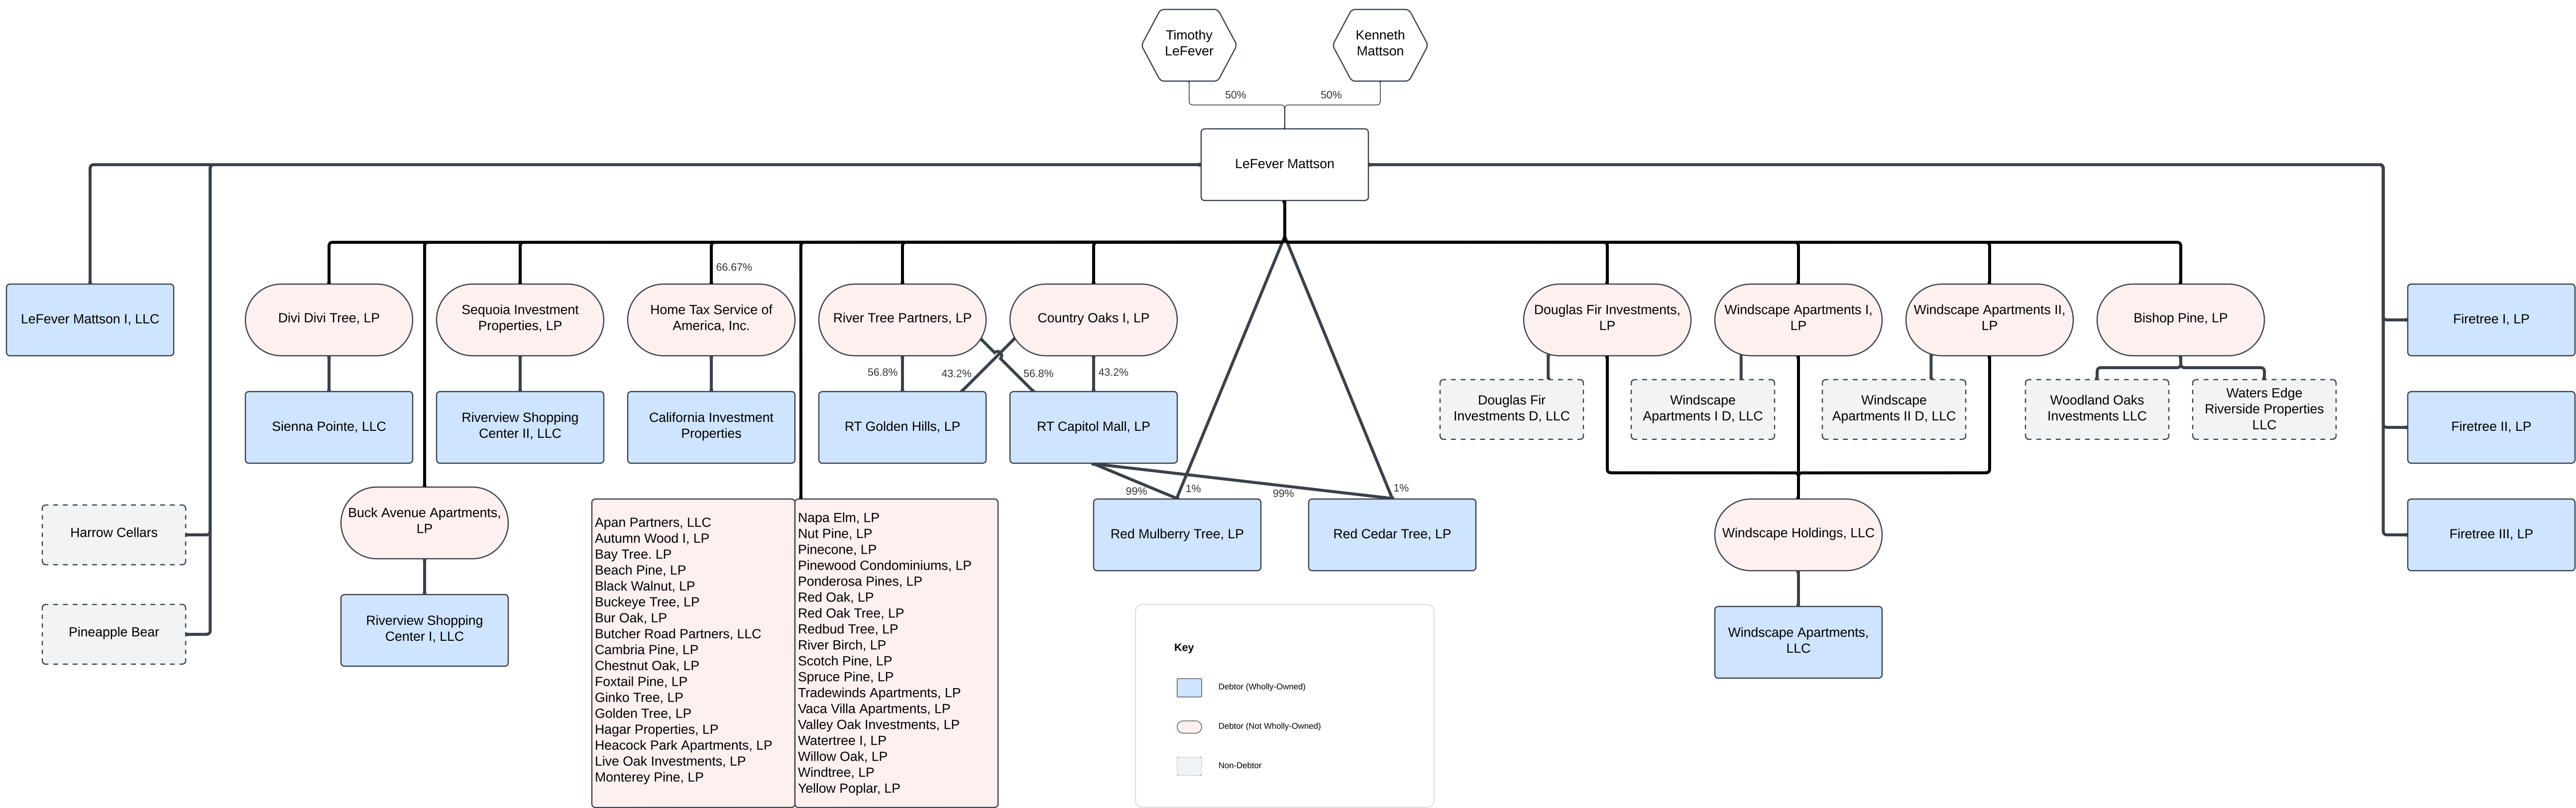 Timothy
LeFever
Kenneth
Mattson
50%
50%
LeFever Mattson
66.67%
LeFever Mattson I, LLC
Divi Divi Tree, LP
Sequoia Investment
Properties, LP
Home Tax Service of
America, Inc.
River Tree Partners, LP
Country Oaks I, LP
Douglas Fir Investments,
LP
Windscape Apartments I,
LP
Windscape Apartments II,
LP
Bishop Pine, LP
Firetree I, LP
56.8%
43.2%
56.8%
43.2%
Sienna Pointe, LLC
Riverview Shopping
Center II, LLC
California Investment
Properties
RT Golden Hills, LP
RT Capitol Mall, LP
Douglas Fir
Investments D, LLC
Windscape
Apartments I D, LLC
Windscape
Apartments II D, LLC
Woodland Oaks
Investments LLC
Waters Edge
Riverside Properties
LLC
Firetree II, LP
99%
1%
99%
1%
Harrow Cellars
Buck Avenue Apartments,
LP
Red Mulberry Tree, LP
Red Cedar Tree, LP
Windscape Holdings, LLC
Firetree III, LP
Pineapple Bear
Riverview Shopping
Center I, LLC
Apan Partners, LLC
Autumn Wood I, LP
Bay Tree. LP
Beach Pine, LP
Black Walnut, LP
Buckeye Tree, LP
Bur Oak, LP
Butcher Road Partners, LLC
Cambria Pine, LP
Chestnut Oak, LP
Foxtail Pine, LP
Ginko Tree, LP
Golden Tree, LP
Hagar Properties, LP
Heacock Park Apartments, LP
Live Oak Investments, LP
Monterey Pine, LP
Napa Elm, LP
Nut Pine, LP
Pinecone, LP
Pinewood Condominiums, LP
Ponderosa Pines, LP
Red Oak, LP
Red Oak Tree, LP
Redbud Tree, LP
River Birch, LP
Scotch Pine, LP
Spruce Pine, LP
Tradewinds Apartments, LP
Vaca Villa Apartments, LP
Valley Oak Investments, LP
Watertree I, LP
Willow Oak, LP
Windtree, LP
Yellow Poplar, LP
Windscape Apartments,
LLC
Key
Debtor (Wholly-Owned)
Debtor (Not Wholly-Owned)
Non-Debtor